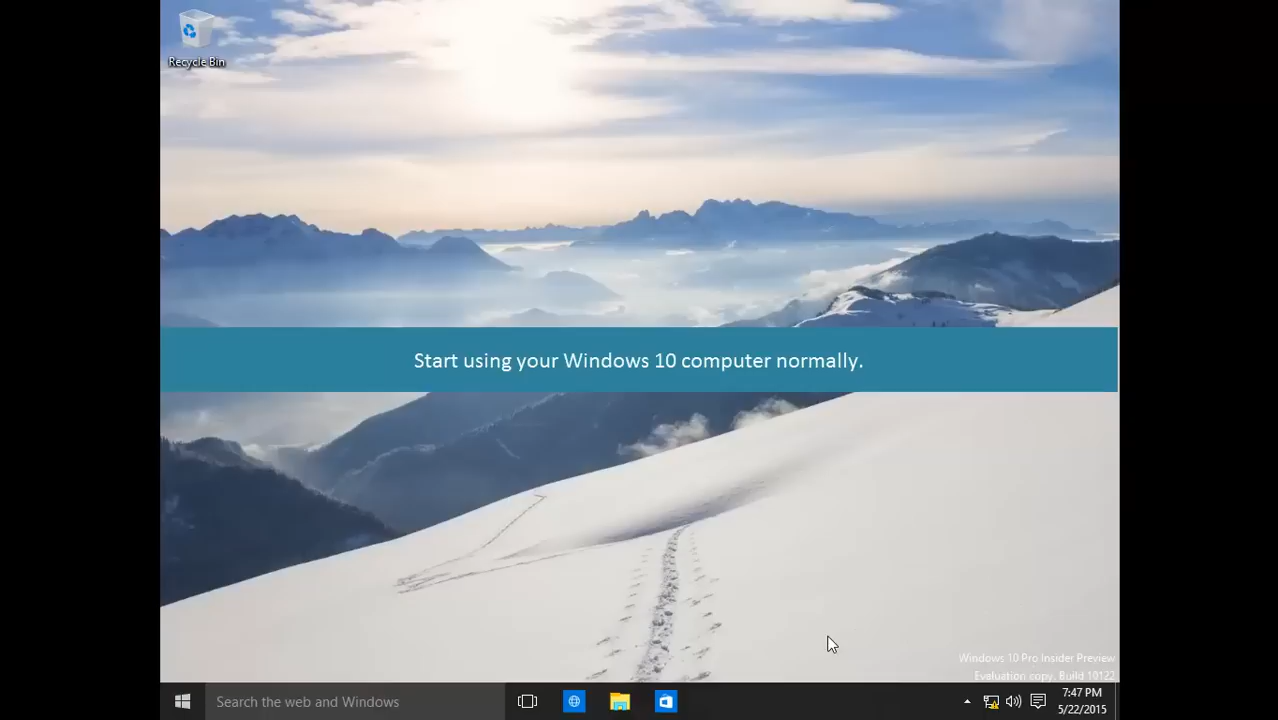 Recycle Bin
Start using your Windows 10 computer normally.
Windows 10 Pro Insider Preview
Evaluation copy. Build 10122
Search the web and Windows
7:47 PM
5/22/2015